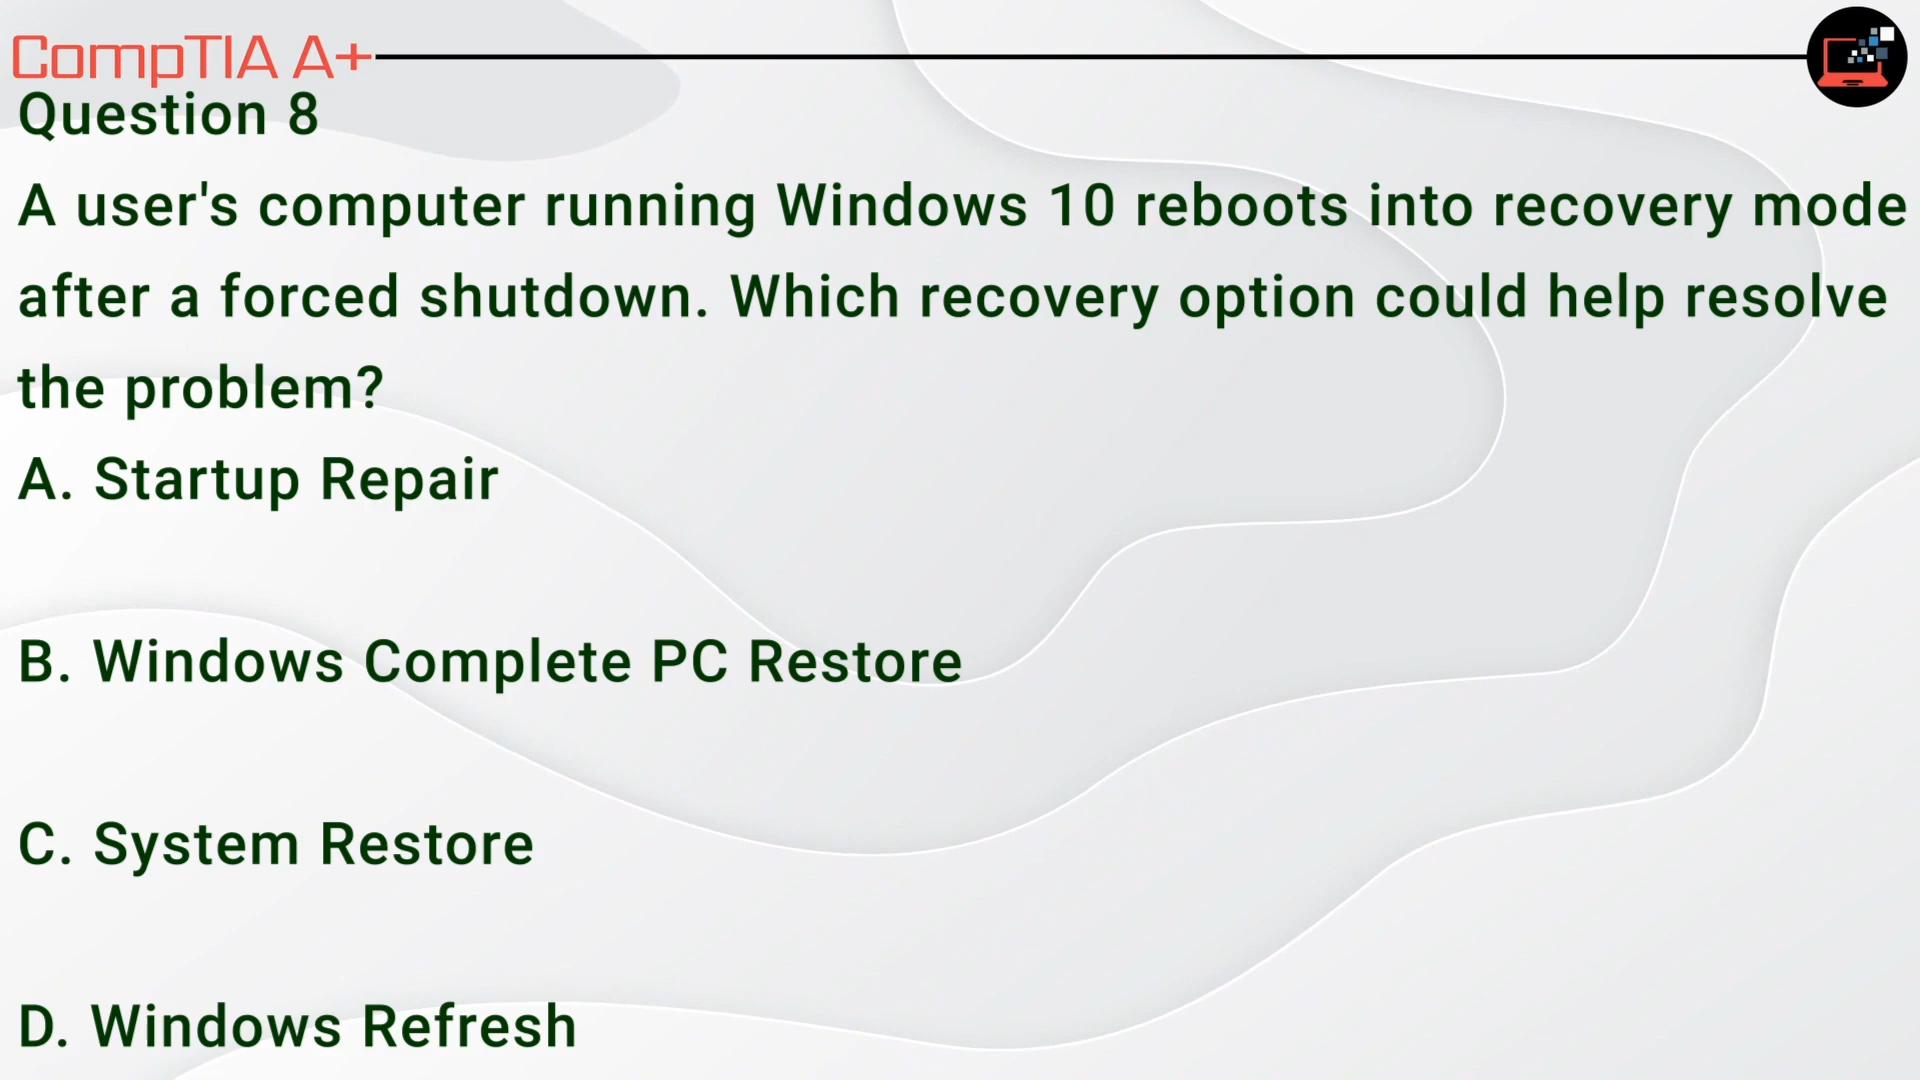 CompTIA A+
Question 8
A user's computer running Windows 10 reboots into recovery mode
after a forced shutdown. Which recovery option could help resolve
the problem?
A. Startup Repair
B. Windows Complete PC Restore
C. System Restore
D. Windows Refresh